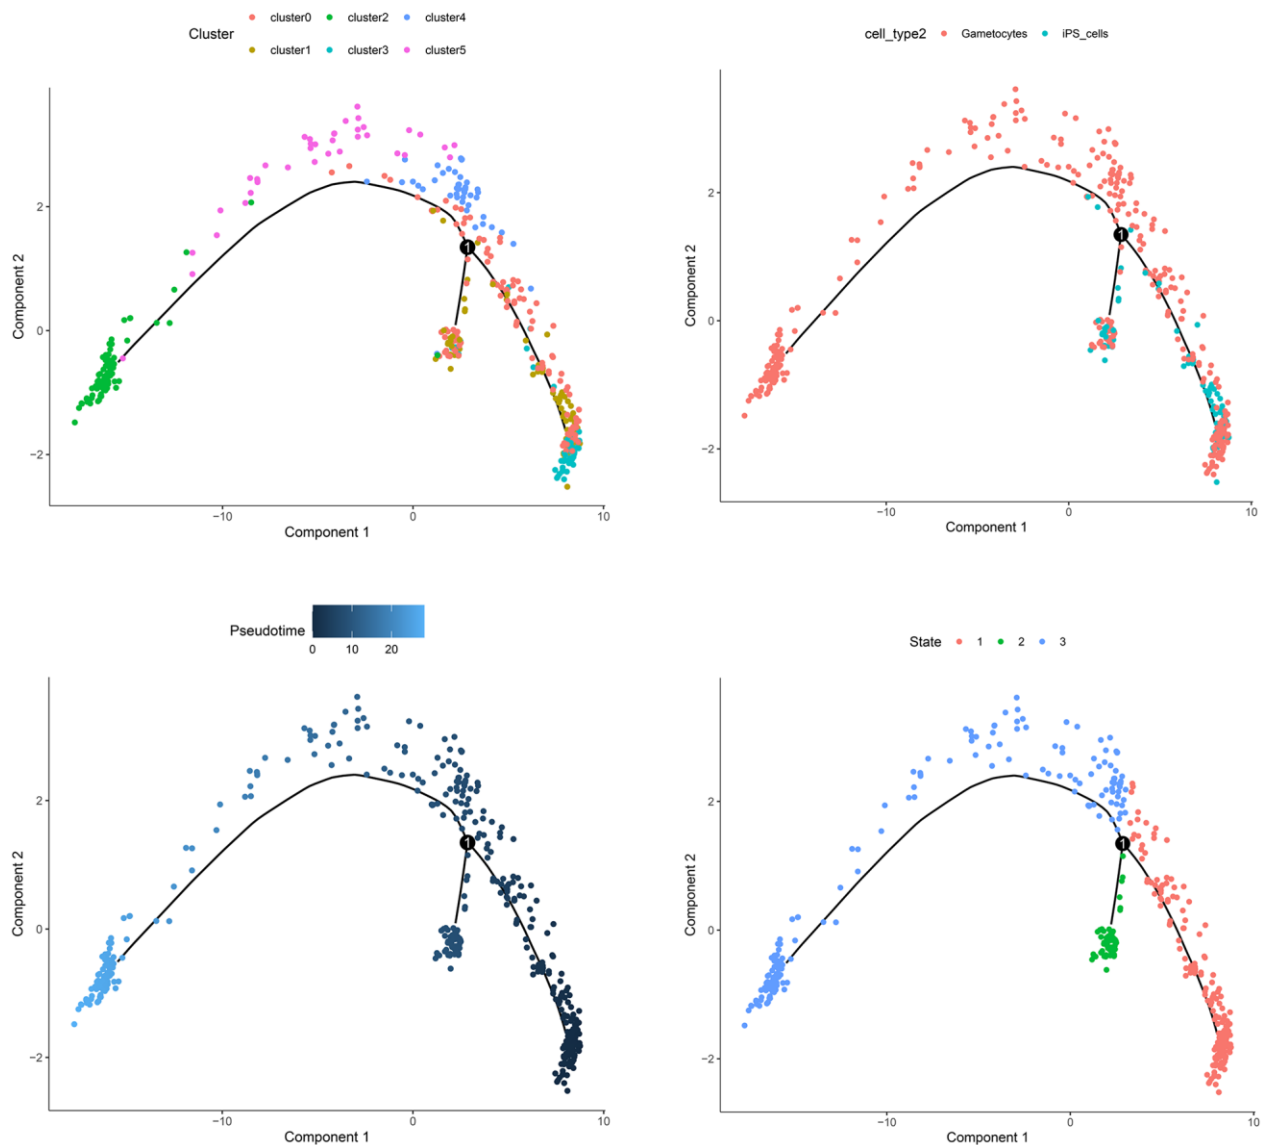 Cluster
cluster0 cluster2 cluster4
cluster1 cluster3 cluster5
Component 2
2
0
−2
1
−10 0 10
Component 1
cell_type2 Gametocytes iPS_cells
Component 2
2
0
−2
1
−10 0 10
Component 1
Pseudotime
0 10 20
Component 2
2
0
−2
1
−10 0 10
Component 1
State 1 2 3
Component 2
2
0
−2
1
−10 0 10
Component 1